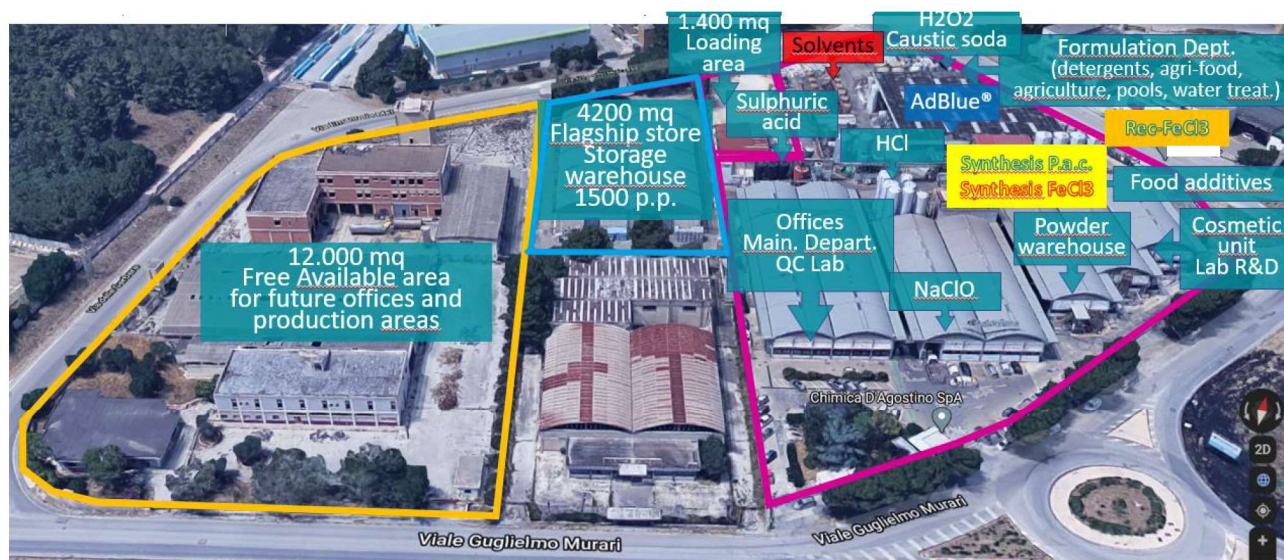 1.400 mq
Loading
area
Solvents
H2O2
Caustic soda
Formulation Dept.
(detergents, agri-food,
agriculture, pools, water treat.)
AdBlue®
Sulphuric
acid
HCl
Rec-FeCl3
Synthesis P.a.c.
Synthesis FeCl3
Food additives
4200 mq
Flagship store
Storage
warehouse
1500 p.p.
12.000 mq
Free Available area
for future offices and
production areas
Offices
Main. Depart.
QC Lab
NaClO
Powder
warehouse
Cosmetic
unit
Lab R&D
Chimica D'Agostino SpA
Viale Guglielmo Murari
Viale Guglielmo Murari
2D